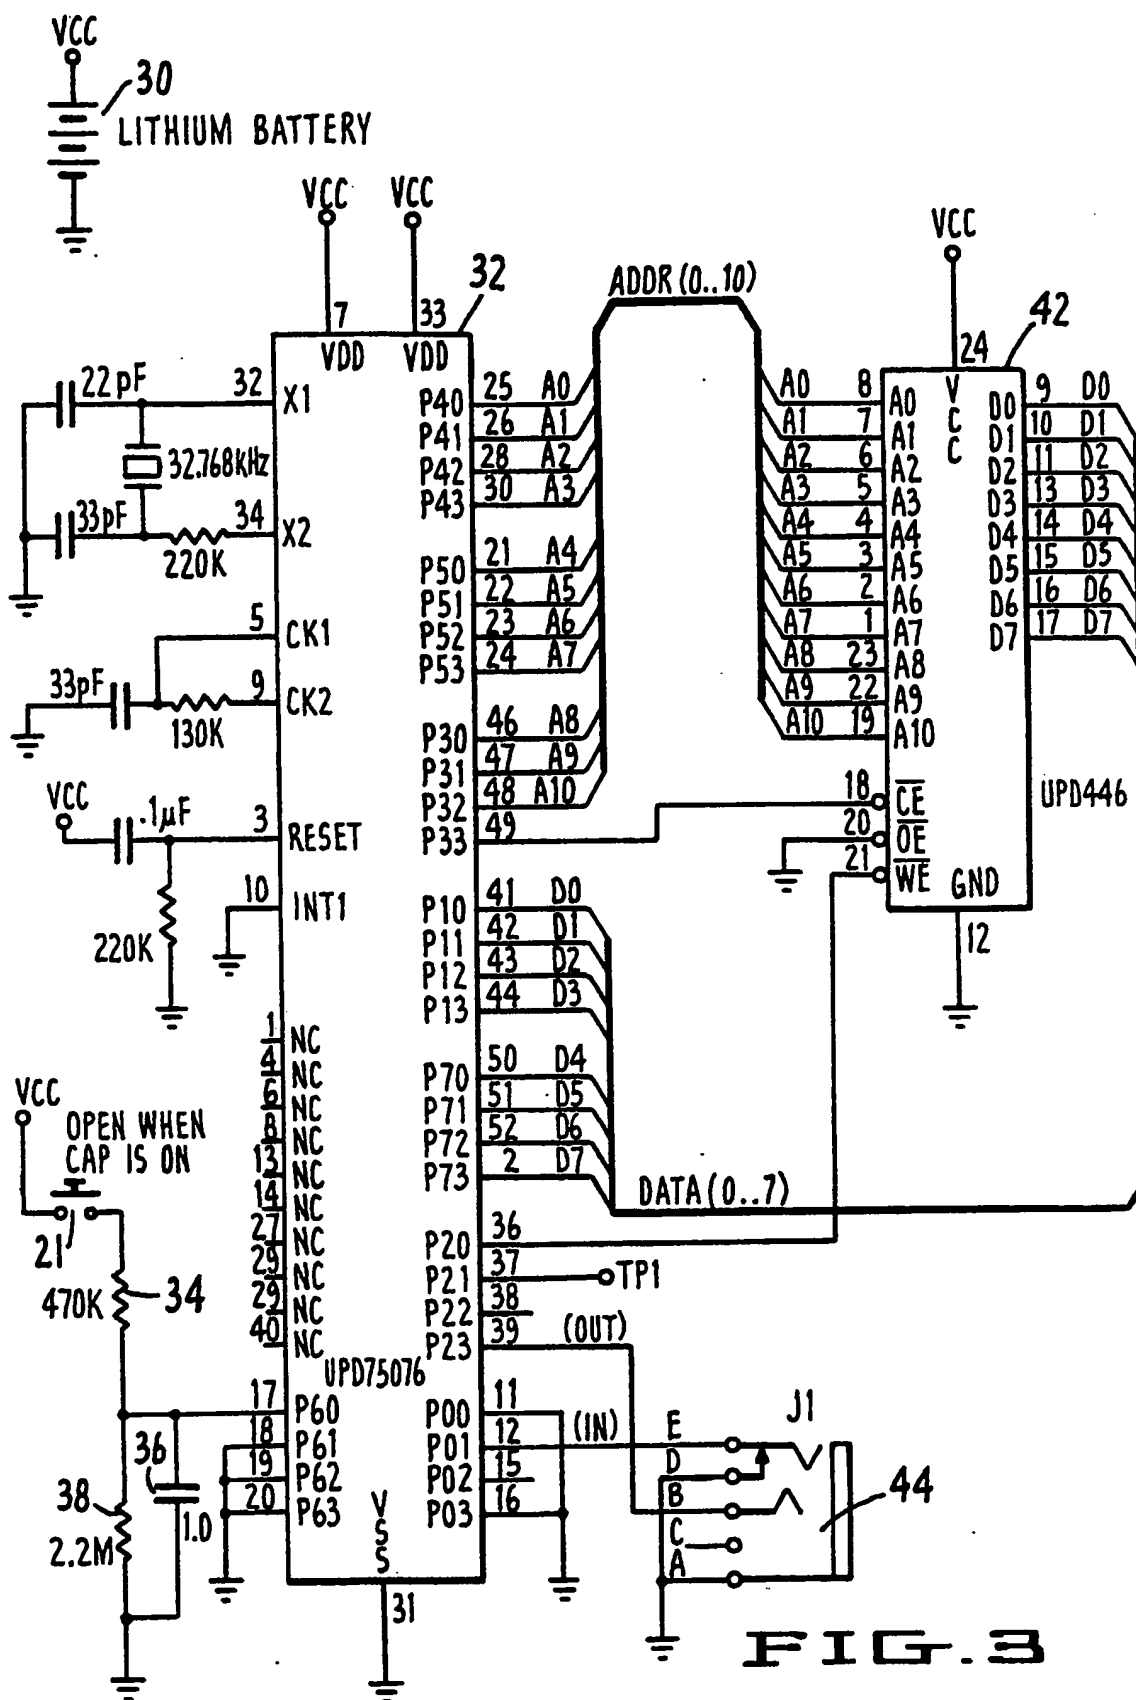 VCC
30
LITHIUM BATTERY
VCC VCC
7 33 32
VDD VDD
ADDR (0..10)
VCC
24 42
V
C
C
22pF 32 X1
32.768KHz
33pF 34 X2
220K
5 CK1
33pF 9 CK2
130K
VCC .1µF 3 RESET
10 INT1
220K
1 NC
4 NC
6 NC
8 NC
13 NC
14 NC
27 NC
29 NC
29 NC
40 NC
VCC
OPEN WHEN
CAP IS ON
21
470K 34
UPD75076
17 P60
18 P61
19 P62
20 P63
36
1.0
38
2.2M
V
S
S
31
P40 25 A0
P41 26 A1
P42 28 A2
P43 30 A3
P50 21 A4
P51 22 A5
P52 23 A6
P53 24 A7
P30 46 A8
P31 47 A9
P32 48 A10
P33 49
P10 41 D0
P11 42 D1
P12 43 D2
P13 44 D3
P70 50 D4
P71 51 D5
P72 52 D6
P73 2 D7
DATA (0..7)
P20 36
P21 37 TP1
P22 38
P23 39 (OUT)
P00 11
P01 12 (IN)
P02 15
P03 16
A0 8 A0
A1 7 A1
A2 6 A2
A3 5 A3
A4 4 A4
A5 3 A5
A6 2 A6
A7 1 A7
A8 23 A8
A9 22 A9
A10 19 A10
18 CE
20 OE
21 WE
GND
12
UPD446
D0 9 D0
D1 10 D1
D2 11 D2
D3 13 D3
D4 14 D4
D5 15 D5
D6 16 D6
D7 17 D7
J1
E
D
B
C
A
44
FIG. 3